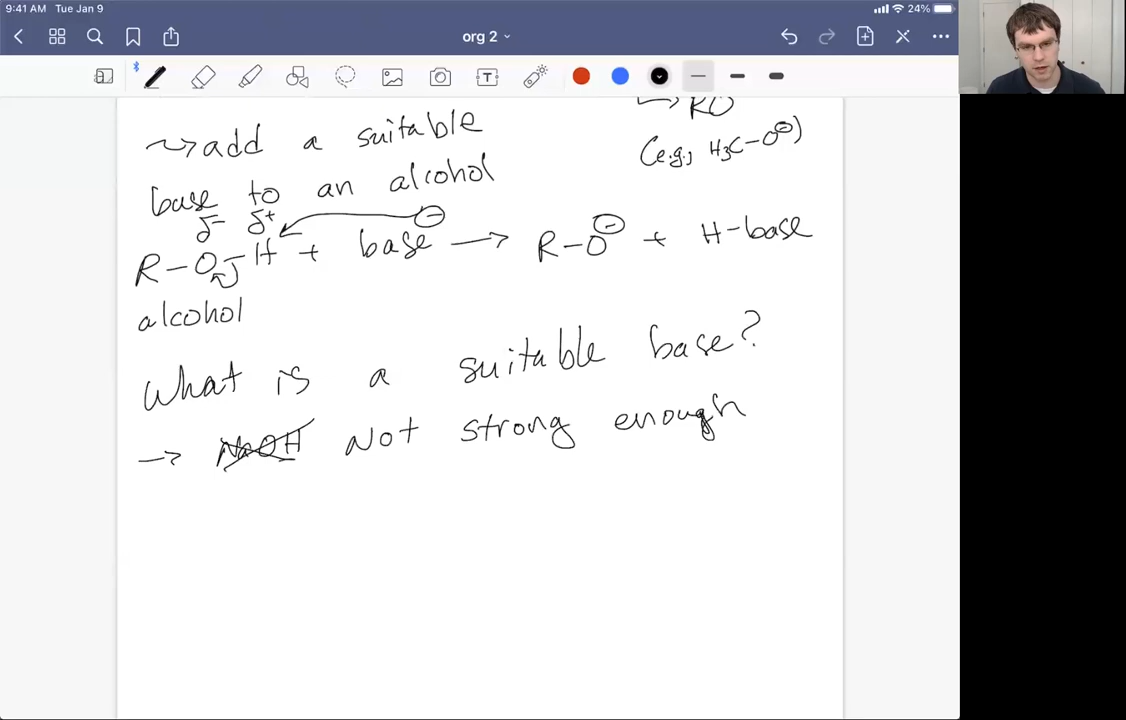 9:41 AM Tue Jan 9
24%
org 2
T
RO
(e.g., H₃C-O⊖)
~> add a suitable
base to an alcohol
δ- δ+ ⊖
R-O-H + base → R-O⊖ + H-base
alcohol
What is a suitable base?
→ NaOH Not strong enough